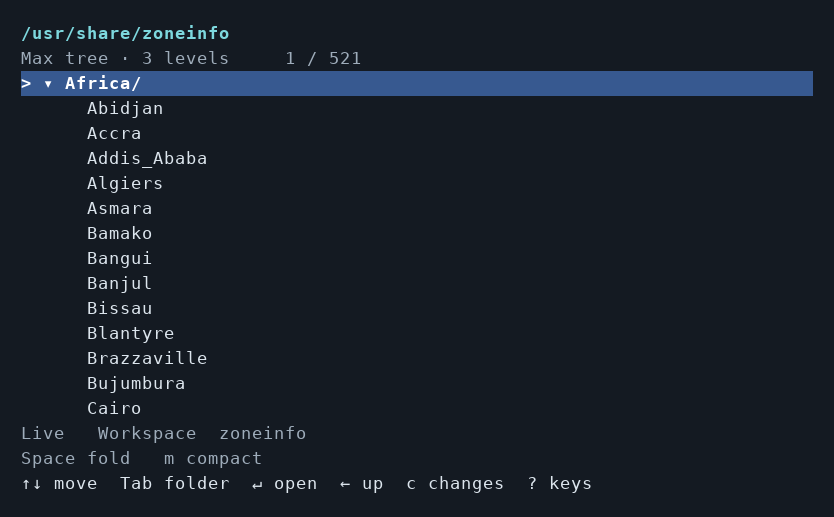 /usr/share/zoneinfo
Max tree · 3 levels     1 / 521
> ▾ Africa/
      Abidjan
      Accra
      Addis_Ababa
      Algiers
      Asmara
      Bamako
      Bangui
      Banjul
      Bissau
      Blantyre
      Brazzaville
      Bujumbura
      Cairo
Live   Workspace  zoneinfo
Space fold   m compact
↑↓ move  Tab folder  ↵ open  ← up  c changes  ? keys